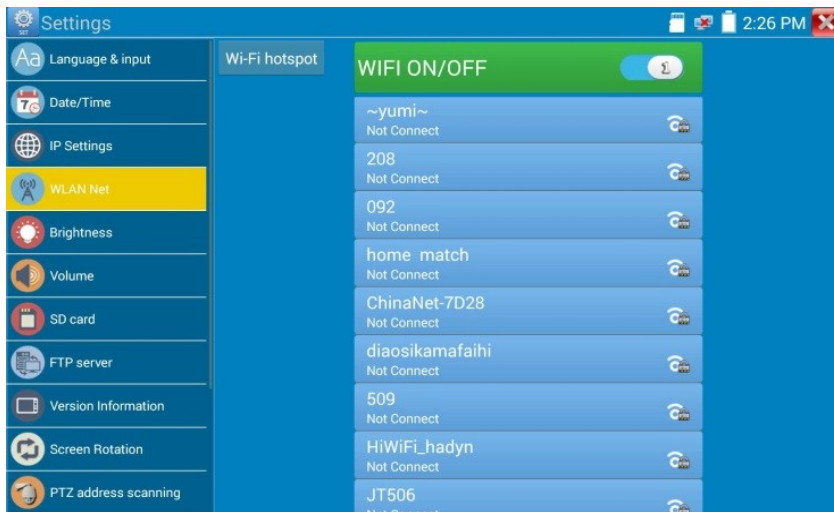 Settings
2:26 PM
Aa Language & input
7 Date/Time
IP Settings
WLAN Net
Brightness
Volume
SD card
FTP server
Version Information
Screen Rotation
PTZ address scanning
Wi-Fi hotspot
WIFI ON/OFF
~yumi~
Not Connect
208
Not Connect
092
Not Connect
home match
Not Connect
ChinaNet-7D28
Not Connect
diaosikamafaihi
Not Connect
509
Not Connect
HiWiFi_hadyn
Not Connect
JT506